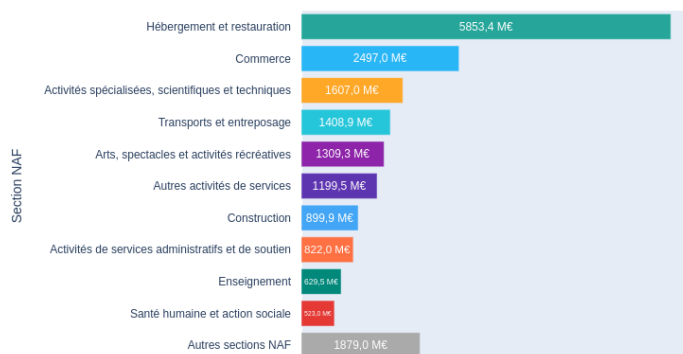 Section NAF
Hébergement et restauration 5853,4 M€
Commerce 2497,0 M€
Activités spécialisées, scientifiques et techniques 1607,0 M€
Transports et entreposage 1408,9 M€
Arts, spectacles et activités récréatives 1309,3 M€
Autres activités de services 1199,5 M€
Construction 899,9 M€
Activités de services administratifs et de soutien 822,0 M€
Enseignement 629,5 M€
Santé humaine et action sociale 523,0 M€
Autres sections NAF 1879,0 M€